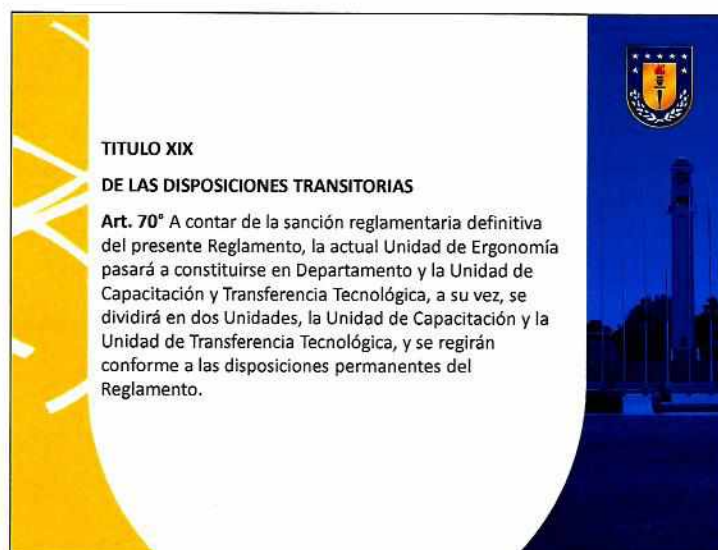 TITULO XIX
DE LAS DISPOSICIONES TRANSITORIAS
Art. 70° A contar de la sanción reglamentaria definitiva
del presente Reglamento, la actual Unidad de Ergonomía
pasará a constituirse en Departamento y la Unidad de
Capacitación y Transferencia Tecnológica, a su vez, se
dividirá en dos Unidades, la Unidad de Capacitación y la
Unidad de Transferencia Tecnológica, y se regirán
conforme a las disposiciones permanentes del
Reglamento.